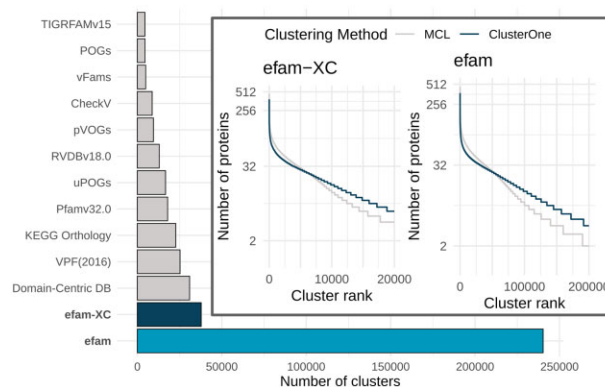 TIGRFAMv15
POGs
vFams
CheckV
pVOGs
RVDBv18.0
uPOGs
Pfamv32.0
KEGG Orthology
VPF(2016)
Domain-Centric DB
efam-XC
efam
0 50000 100000 150000 200000 250000
Number of clusters
Clustering Method MCL ClusterOne
efam−XC
Number of proteins
512
256
32
2
0 10000 20000
Cluster rank
efam
Number of proteins
512
256
32
2
0 100000 200000
Cluster rank